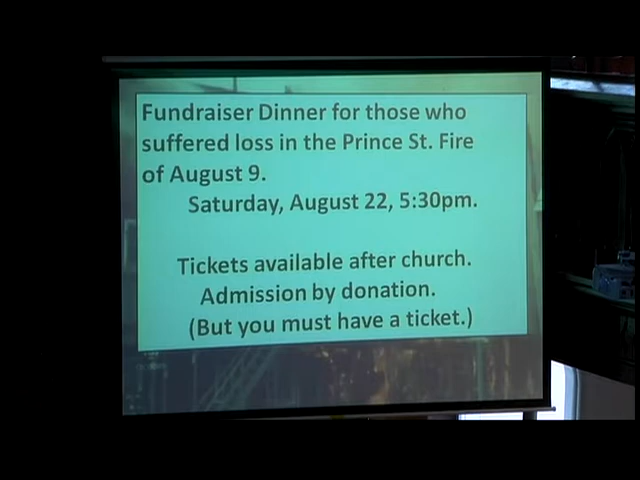 Fundraiser Dinner for those who
suffered loss in the Prince St. Fire
of August 9.
Saturday, August 22, 5:30pm.
Tickets available after church.
Admission by donation.
(But you must have a ticket.)